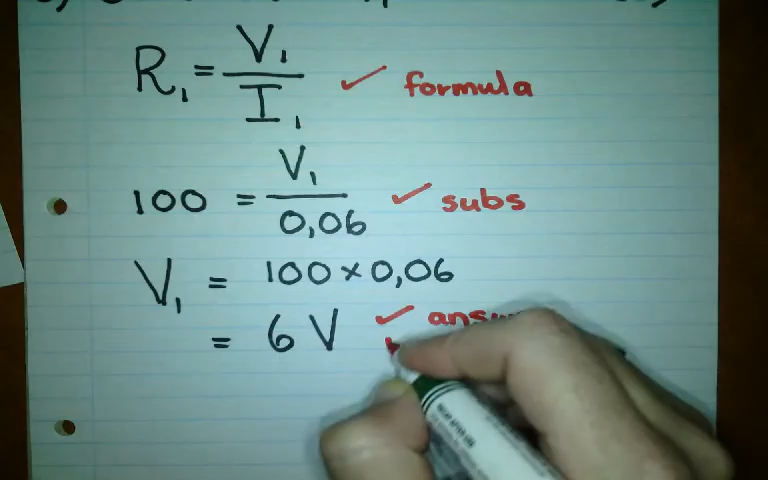 R₁ = V₁ / I₁ ✓ formula
100 = V₁ / 0,06 ✓ subs
V₁ = 100 × 0,06
= 6 V ✓